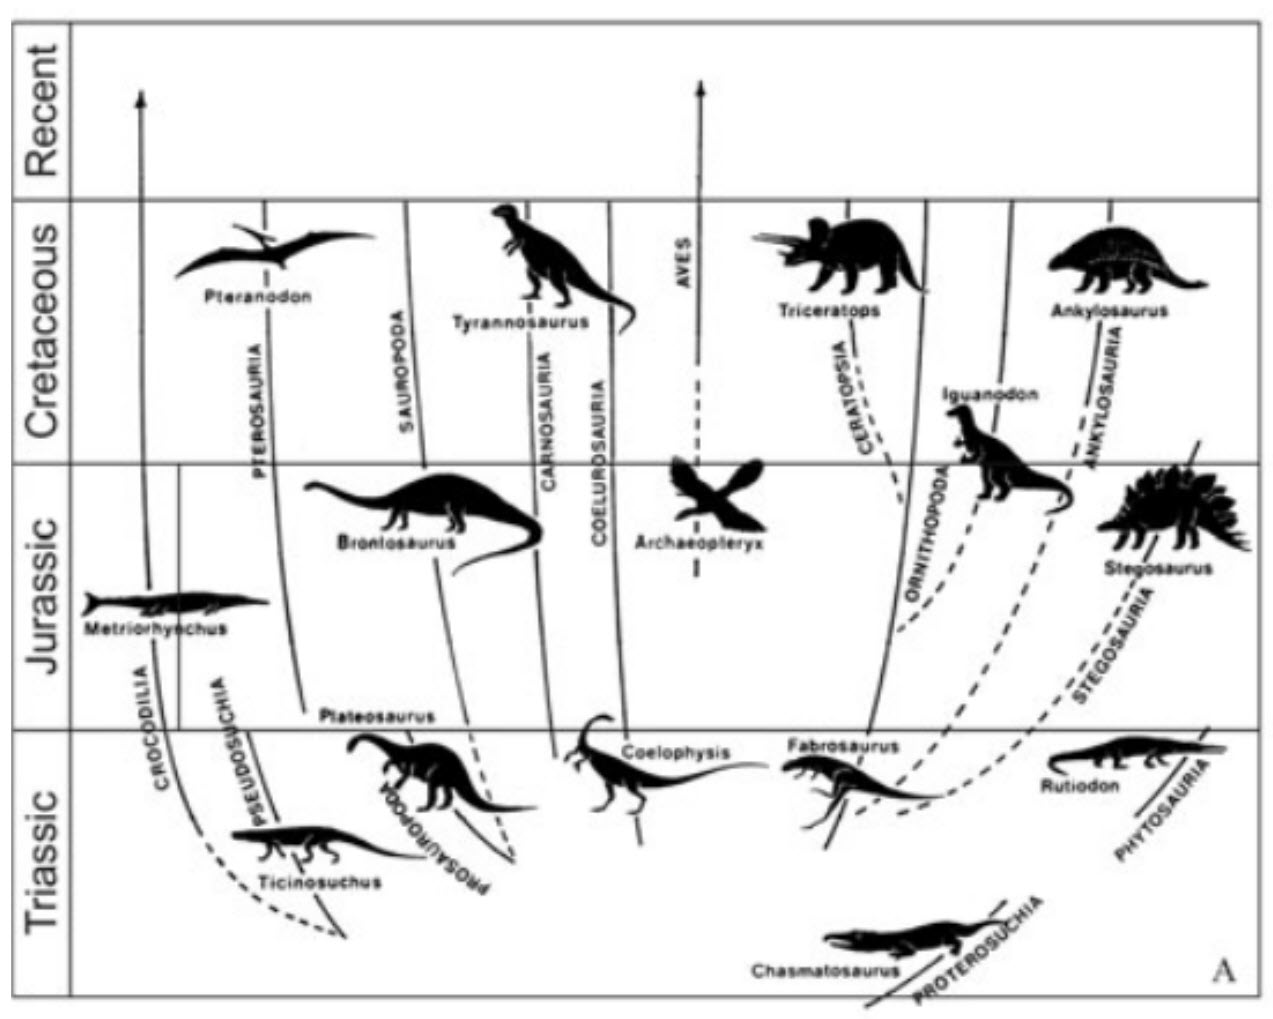 Recent
Cretaceous
Jurassic
Triassic
Pteranodon
PTEROSAURIA
SAUROPODA
Tyrannosaurus
CARNOSAURIA
COELUROSAURIA
AVES
Triceratops
CERATOPSIA
Iguanodon
Ankylosaurus
ANKYLOSAURIA
Metriorhynchus
CROCODILIA
Brontosaurus
Archaeopteryx
ORNITHOPODA
Stegosaurus
STEGOSAURIA
PSEUDOSUCHIA
Ticinosuchus
Plateosaurus
PROSAUROPODA
Coelophysis
Fabrosaurus
Rutiodon
PHYTOSAURIA
Chasmatosaurus
PROTEROSUCHIA
A